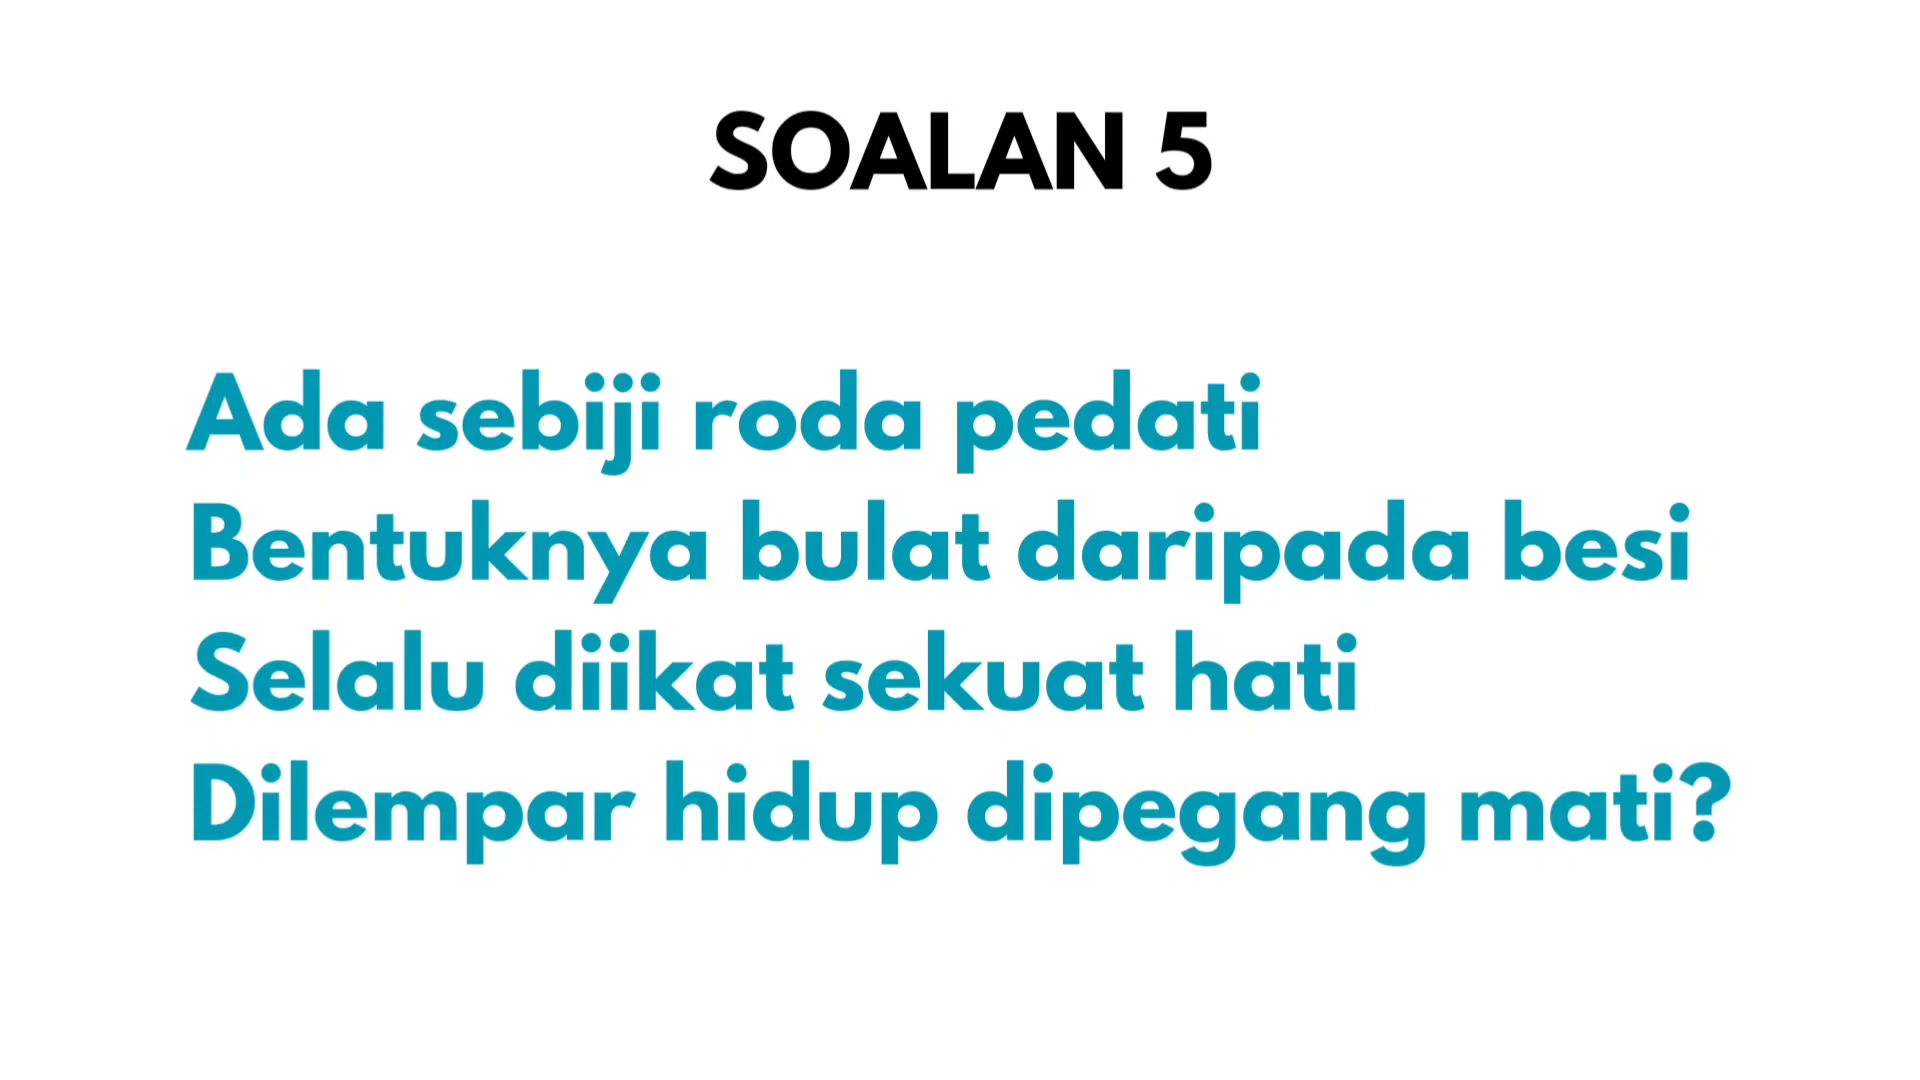 SOALAN 5
Ada sebiji roda pedati
Bentuknya bulat daripada besi
Selalu diikat sekuat hati
Dilempar hidup dipegang mati?